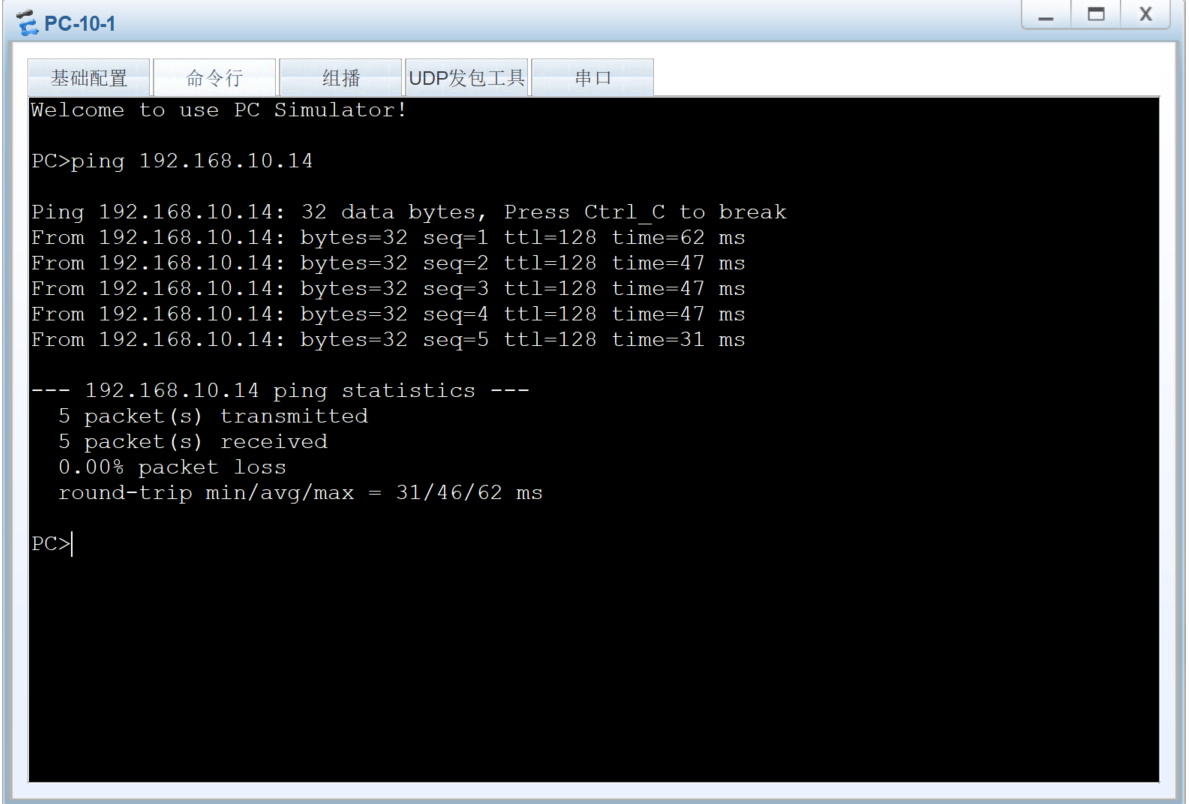 PC-10-1
基础配置 命令行 组播 UDP发包工具 串口
Welcome to use PC Simulator!
PC>ping 192.168.10.14
Ping 192.168.10.14: 32 data bytes, Press Ctrl_C to break
From 192.168.10.14: bytes=32 seq=1 ttl=128 time=62 ms
From 192.168.10.14: bytes=32 seq=2 ttl=128 time=47 ms
From 192.168.10.14: bytes=32 seq=3 ttl=128 time=47 ms
From 192.168.10.14: bytes=32 seq=4 ttl=128 time=47 ms
From 192.168.10.14: bytes=32 seq=5 ttl=128 time=31 ms
--- 192.168.10.14 ping statistics ---
5 packet(s) transmitted
5 packet(s) received
0.00% packet loss
round-trip min/avg/max = 31/46/62 ms
PC>